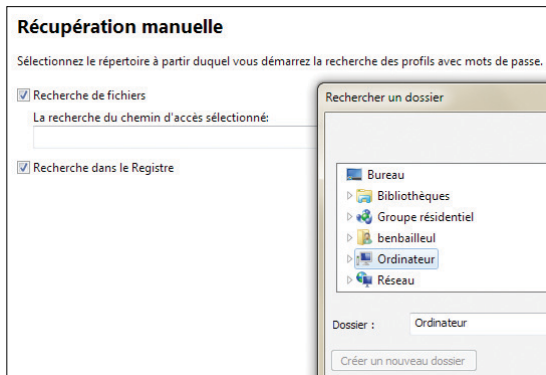 Récupération manuelle
Sélectionnez le répertoire à partir duquel vous démarrez la recherche des profils avec mots de passe.
Recherche de fichiers
La recherche du chemin d'accès sélectionné:
Recherche dans le Registre
Rechercher un dossier
Bureau
Bibliothèques
Groupe résidentiel
benbailleul
Ordinateur
Réseau
Dossier :
Ordinateur
Créer un nouveau dossier